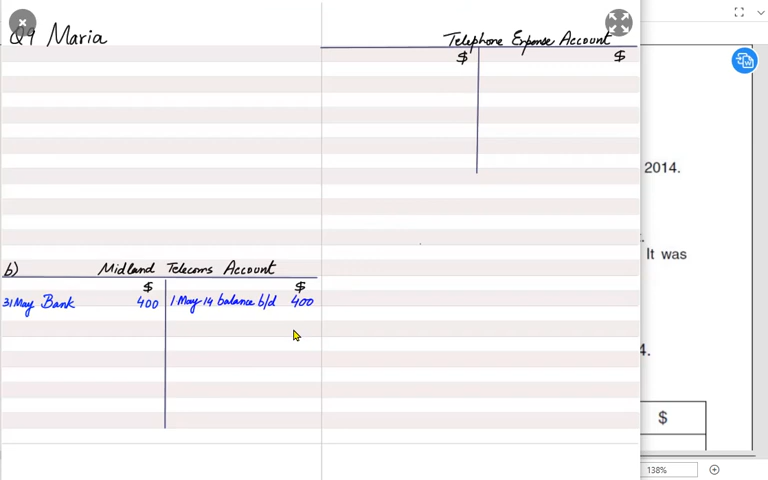 Q9 Maria
Telephone Expense Account
$ $
b) Midland Telecoms Account
$ $
31 May Bank 400 1 May 14 balance b/d 400
2014.
It was
4.
$
138%